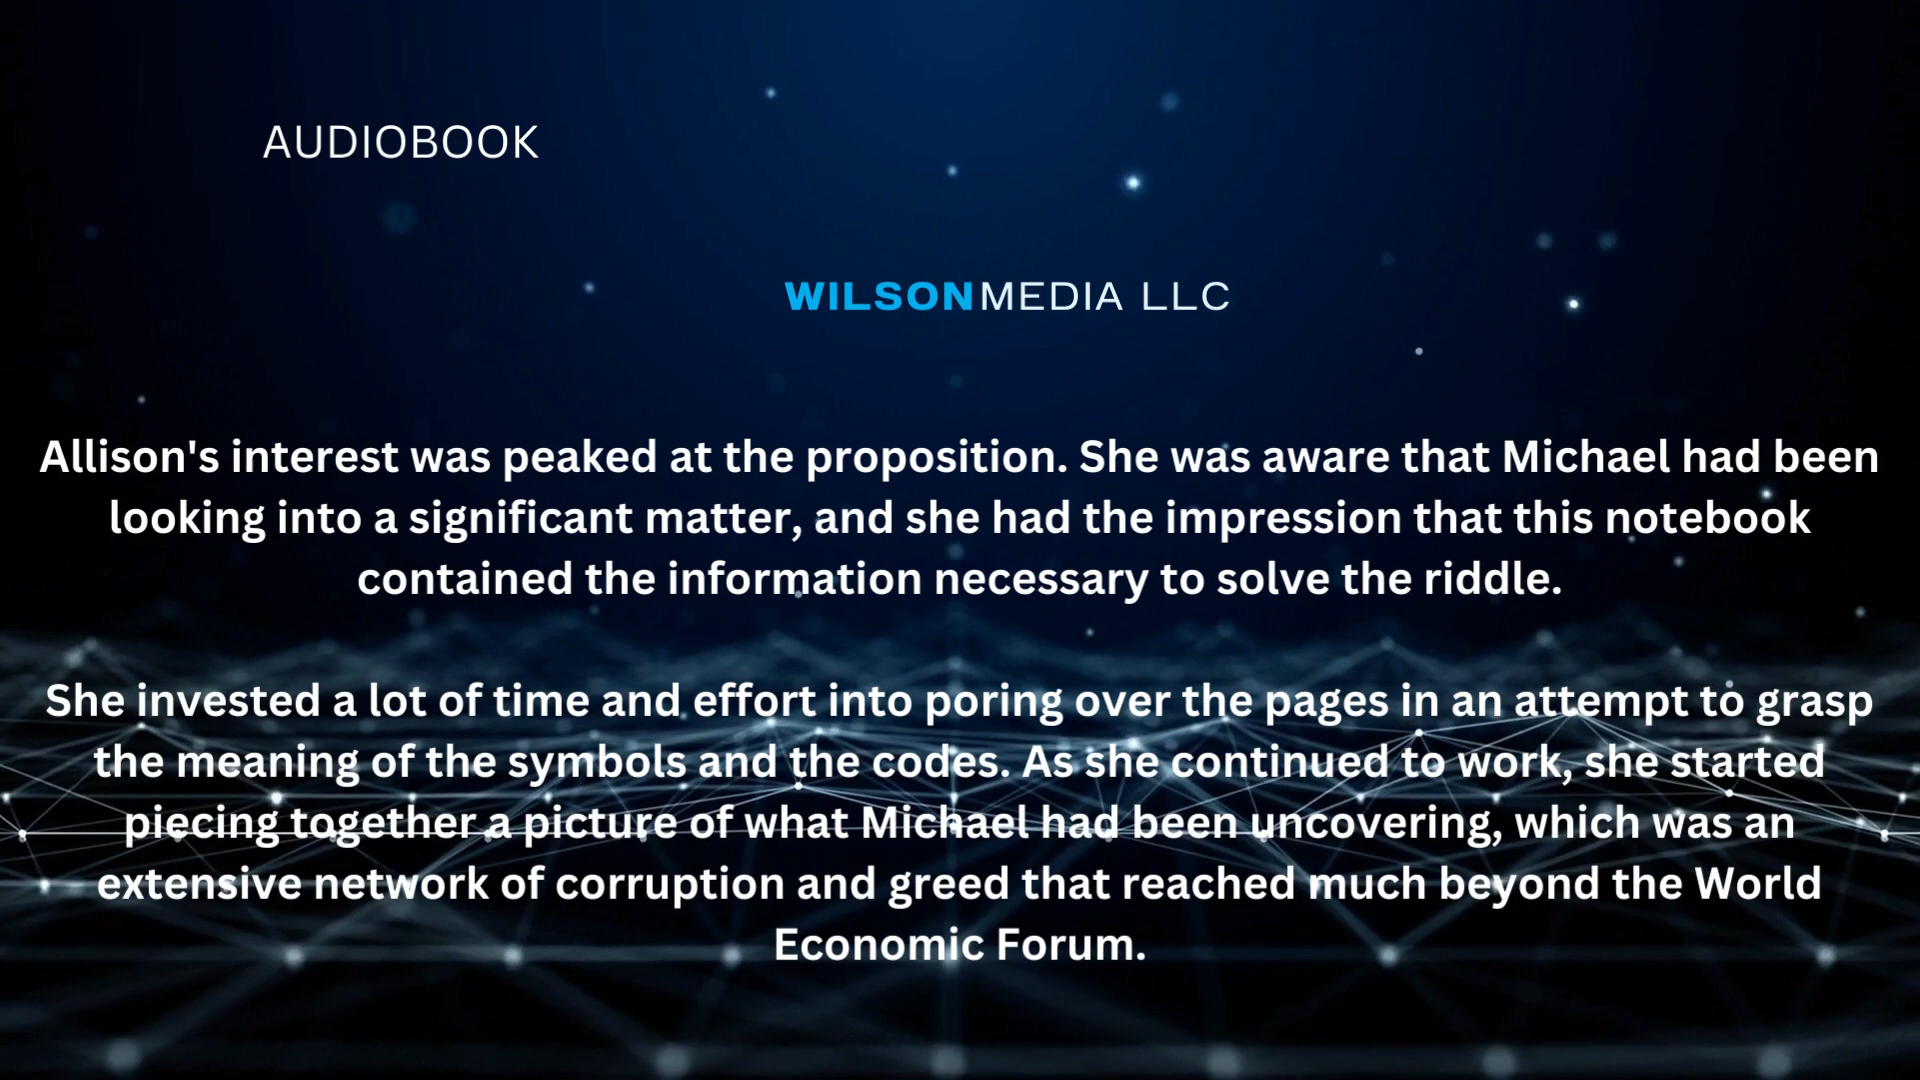 AUDIOBOOK
WILSONMEDIA LLC
Allison's interest was peaked at the proposition. She was aware that Michael had been
looking into a significant matter, and she had the impression that this notebook
contained the information necessary to solve the riddle.
She invested a lot of time and effort into poring over the pages in an attempt to grasp
the meaning of the symbols and the codes. As she continued to work, she started
piecing together a picture of what Michael had been uncovering, which was an
extensive network of corruption and greed that reached much beyond the World
Economic Forum.